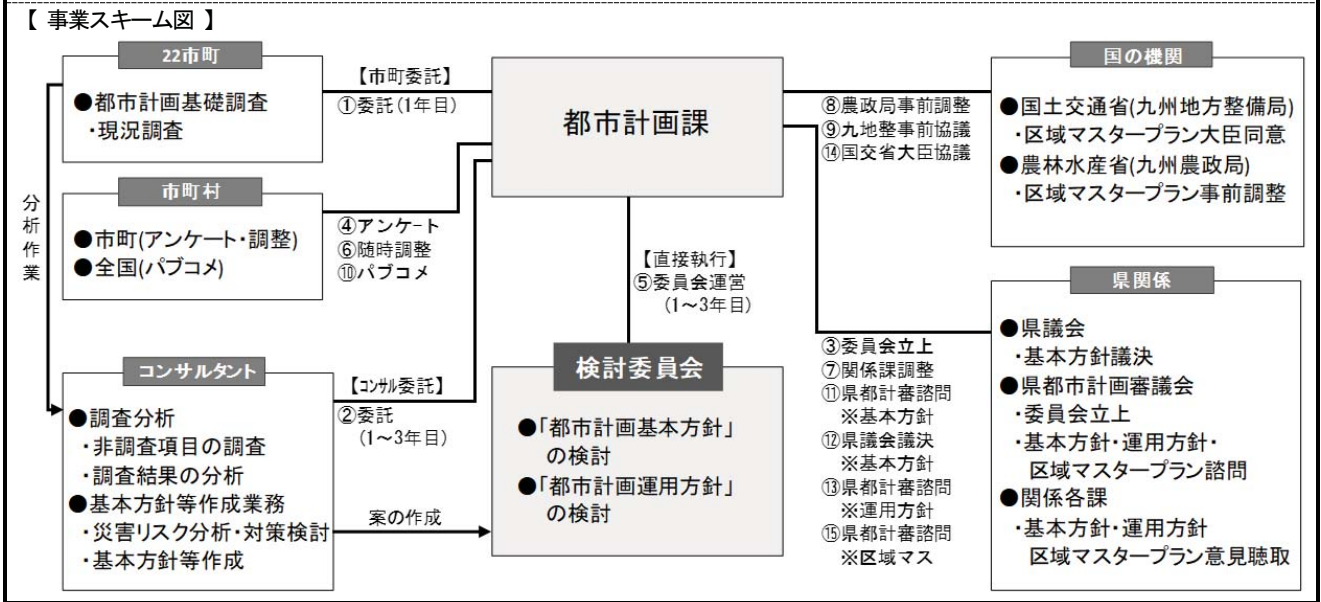 【 事業スキーム図 】
22市町
●都市計画基礎調査
・現況調査
市町村
●市町(アンケート・調整)
●全国(パブコメ)
分析作業
コンサルタント
●調査分析
・非調査項目の調査
・調査結果の分析
●基本方針等作成業務
・災害リスク分析・対策検討
・基本方針等作成
【市町委託】
①委託(1年目)
④アンケート
⑥随時調整
⑩パブコメ
【コンサル委託】
②委託
(1～3年目)
案の作成
都市計画課
【直接執行】
⑤委員会運営
(1～3年目)
検討委員会
●「都市計画基本方針」
の検討
●「都市計画運用方針」
の検討
⑧農政局事前調整
⑨九地整事前協議
⑭国交省大臣協議
③委員会立上
⑦関係課調整
⑪県都計審諮問
※基本方針
⑫県議会議決
※基本方針
⑬県都計審諮問
※運用方針
⑮県都計審諮問
※区域マス
国の機関
●国土交通省(九州地方整備局)
・区域マスタープラン大臣同意
●農林水産省(九州農政局)
・区域マスタープラン事前調整
県関係
●県議会
・基本方針議決
●県都市計画審議会
・委員会立上
・基本方針・運用方針・
区域マスタープラン諮問
●関係各課
・基本方針・運用方針
区域マスタープラン意見聴取